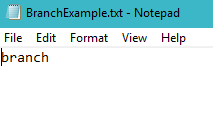 BranchExample.txt - Notepad
File Edit Format View Help
branch